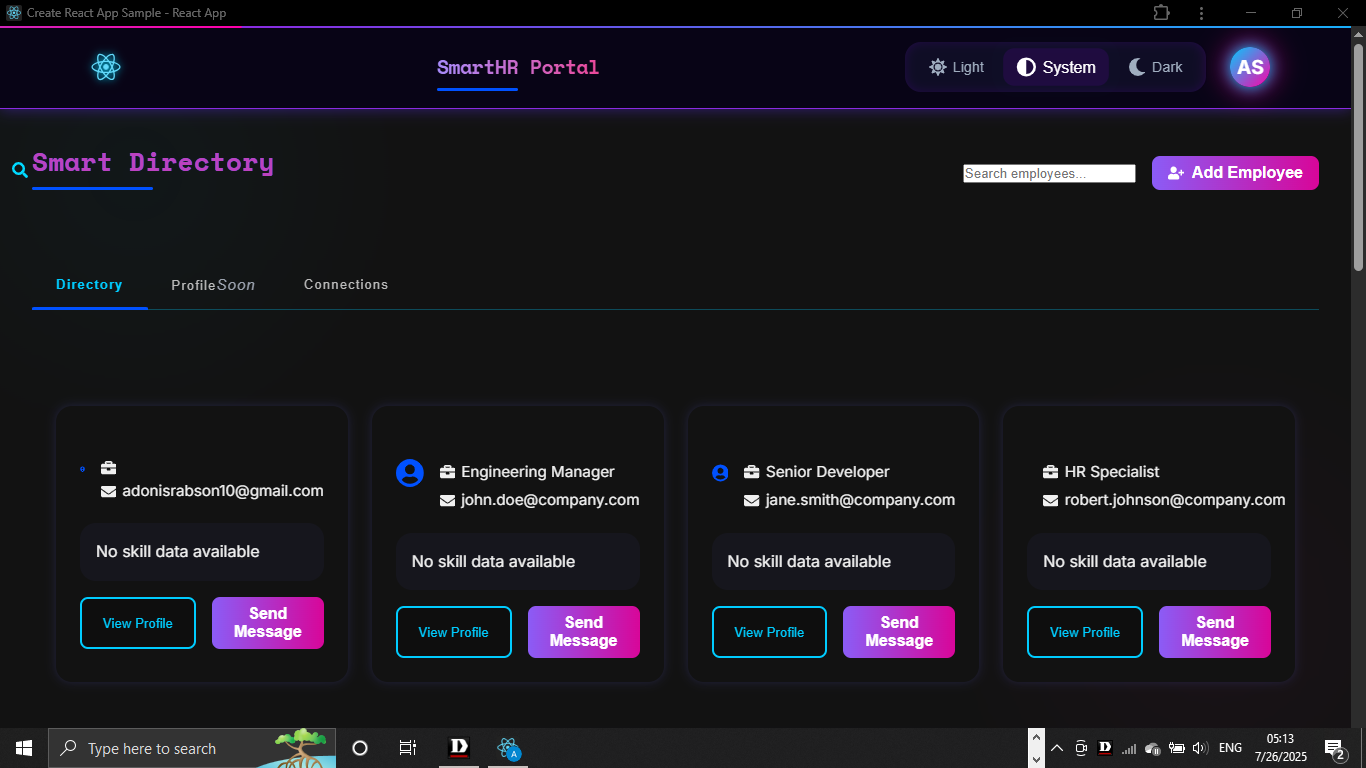 Create React App Sample - React App
SmartHR Portal
Light
System
Dark
AS
Smart Directory
Search employees...
Add Employee
Directory
ProfileSoon
Connections
adonisrabson10@gmail.com
No skill data available
View Profile
Send
Message
Engineering Manager
john.doe@company.com
No skill data available
View Profile
Send
Message
Senior Developer
jane.smith@company.com
No skill data available
View Profile
Send
Message
HR Specialist
robert.johnson@company.com
No skill data available
View Profile
Send
Message
Type here to search
D
A
D
ENG
05:13
7/26/2025
2